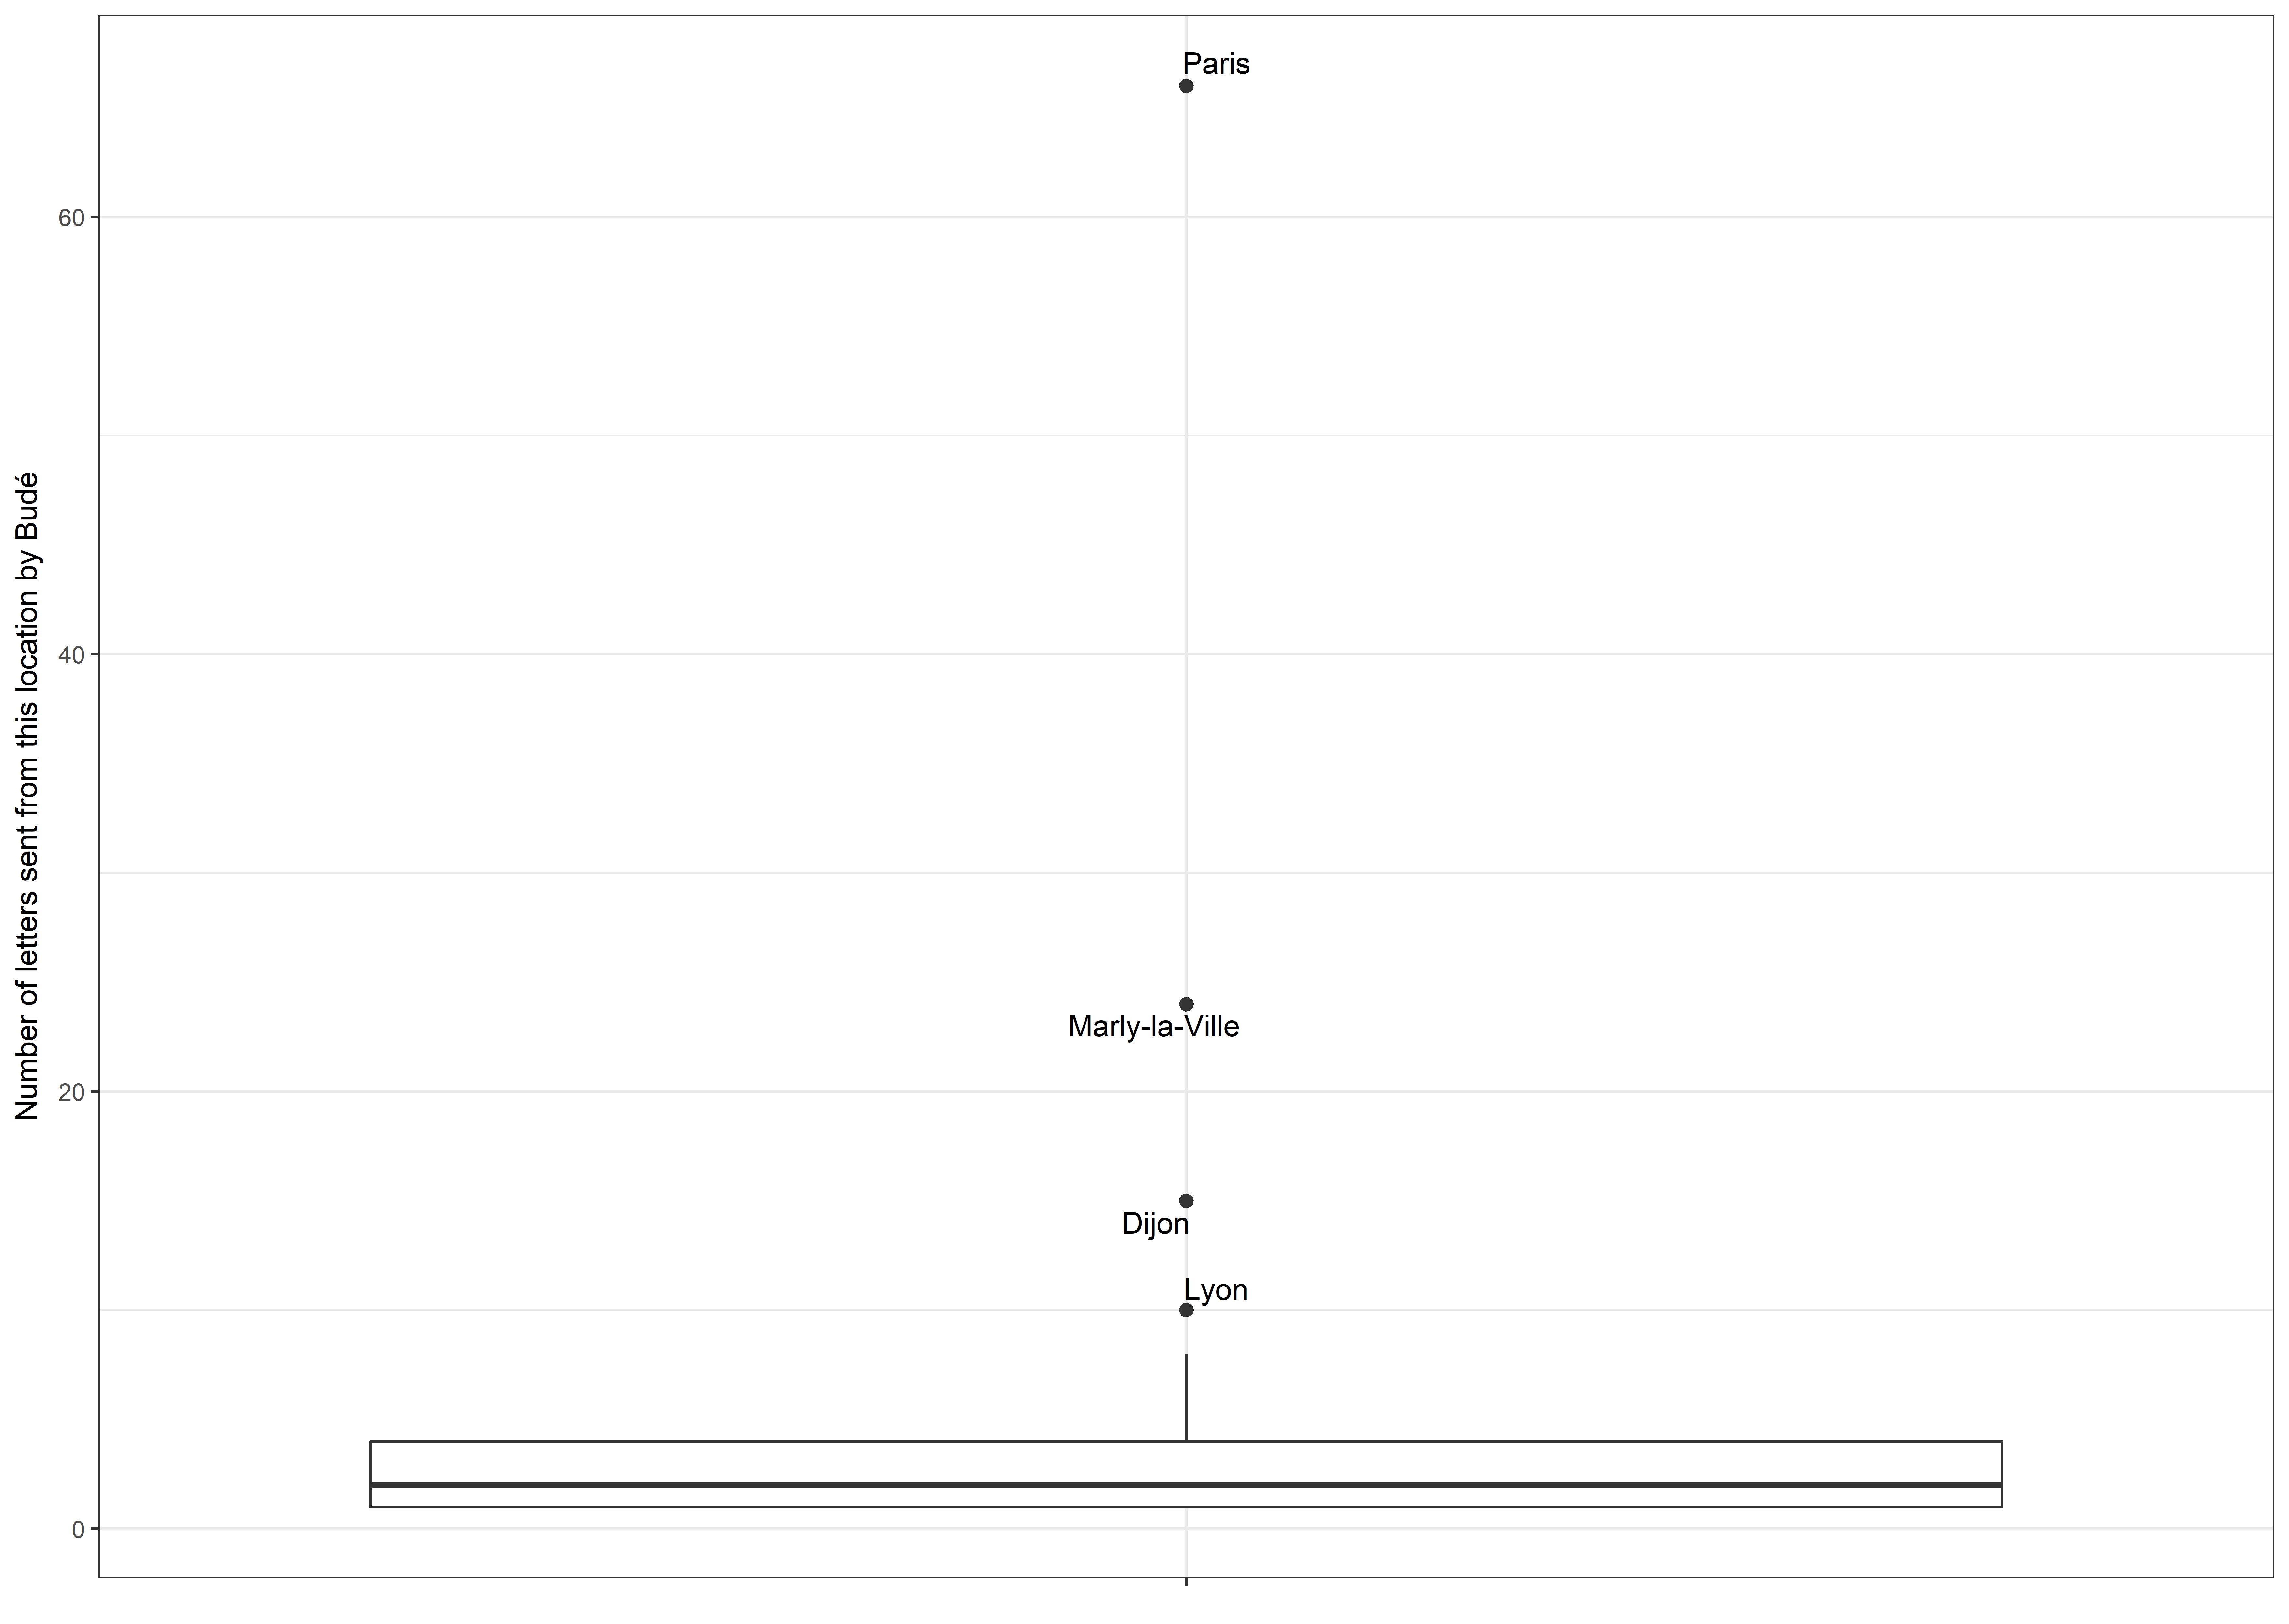 Number of letters sent from this location by Budé
60
40
20
0
Paris
Marly-la-Ville
Dijon
Lyon